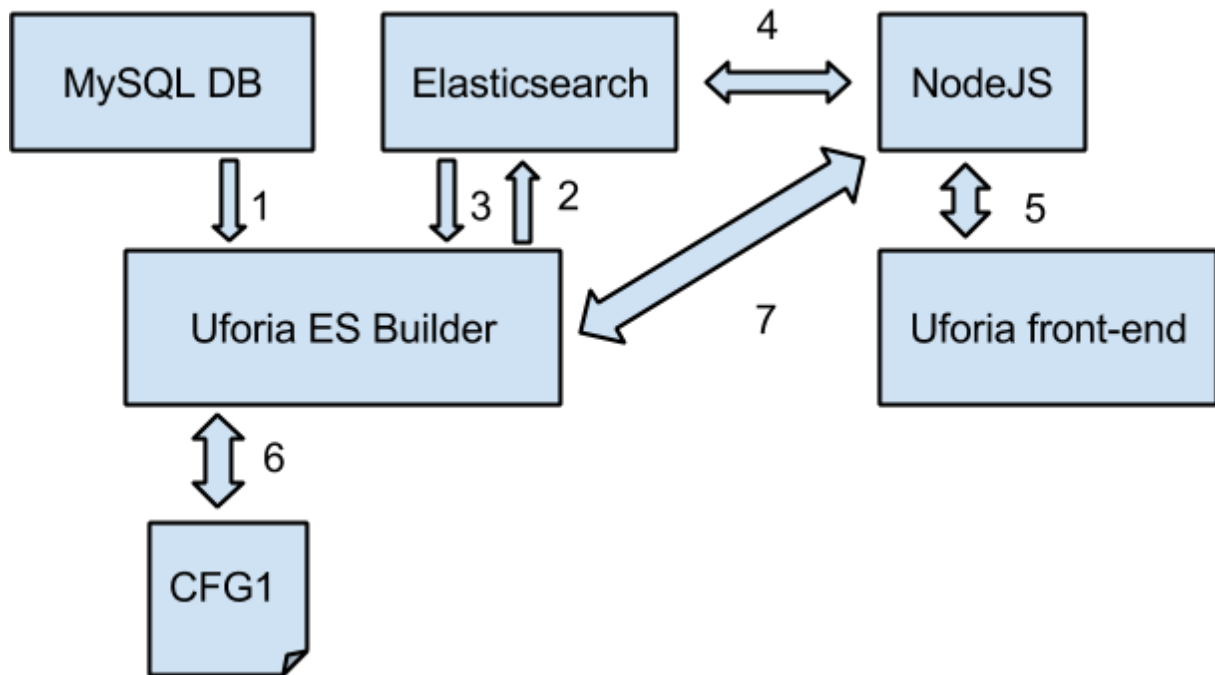 MySQL DB
Elasticsearch
4
NodeJS
1
3
2
5
Uforia ES Builder
7
Uforia front-end
6
CFG1